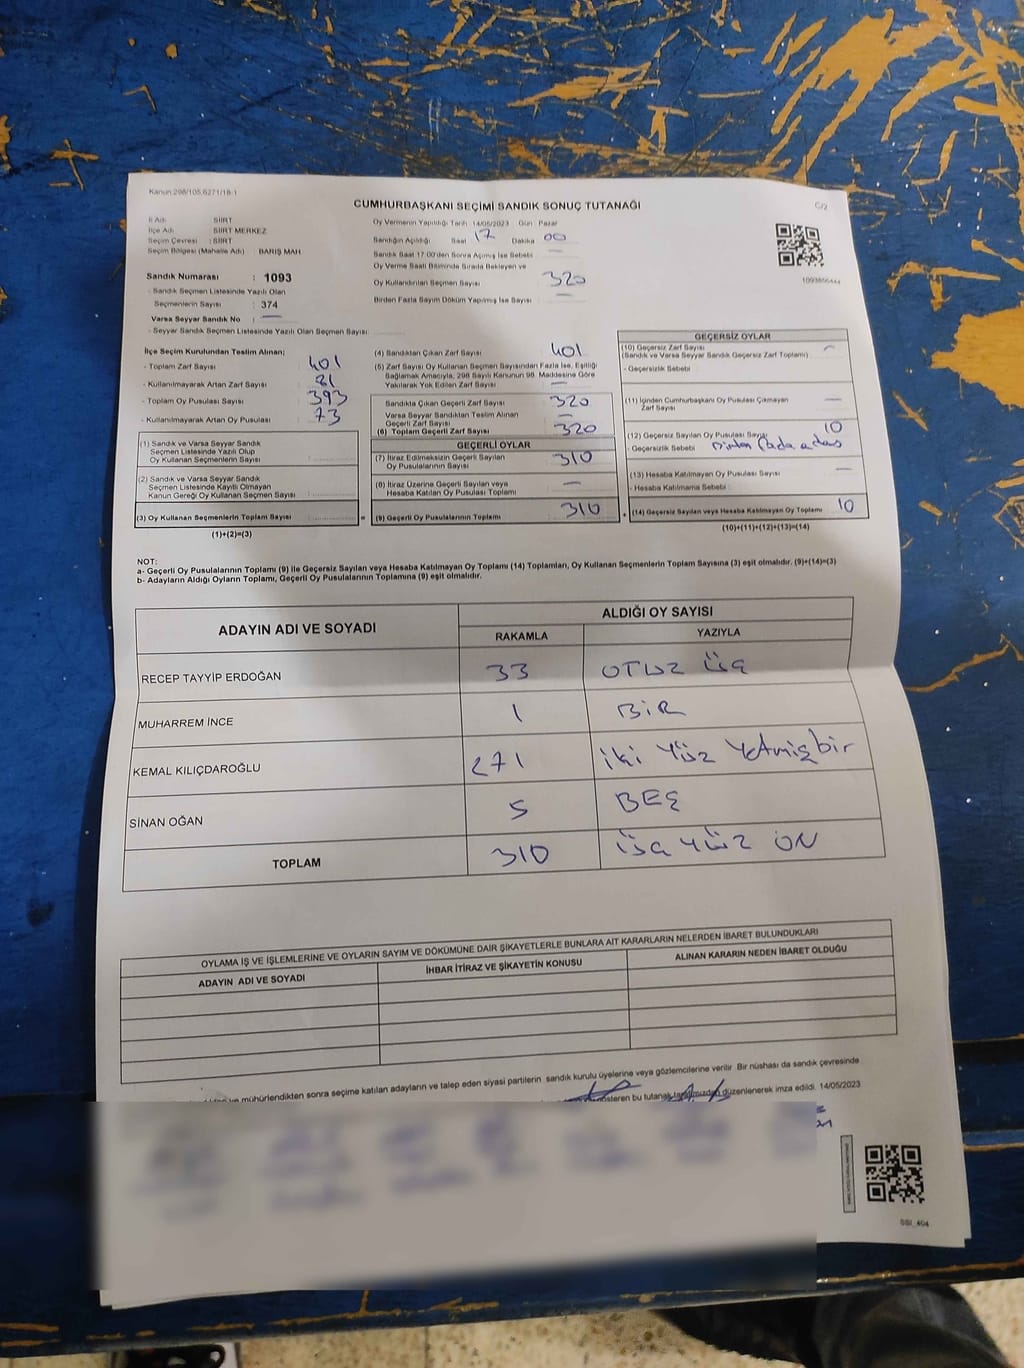 Kanun:298/105,6271/18-1
CUMHURBAŞKANI SEÇİMİ SANDIK SONUÇ TUTANAĞI
C/2
İl Adı : SİİRT
İlçe Adı : SİİRT MERKEZ
Seçim Çevresi : SİİRT
Seçim Bölgesi (Mahalle Adı) : BARIŞ MAH
Sandık Numarası : 1093
- Sandık Seçmen Listesinde Yazılı Olan
Seçmenlerin Sayısı : 374
Varsa Seyyar Sandık No : —
- Seyyar Sandık Seçmen Listesinde Yazılı Olan Seçmen Sayısı:
Oy Vermenin Yapıldığı Tarih :14/05/2023 Gün : Pazar
Sandığın Açıldığı Saat 17 Dakika 00
Sandık Saat 17:00'den Sonra Açılmış İse Sebebi —
Oy Verme Saati Bitiminde Sırada Bekleyen ve
Oy Kullandırılan Seçmen Sayısı 320
Birden Fazla Sayım Döküm Yapılmış İse Sayısı —
İlçe Seçim Kurulundan Teslim Alınan;
- Toplam Zarf Sayısı : 401
- Kullanılmayarak Artan Zarf Sayısı : 81
- Toplam Oy Pusulası Sayısı : 393
- Kullanılmayarak Artan Oy Pusulası : 73
(1) Sandık ve Varsa Seyyar Sandık
Seçmen Listesinde Yazılı Olup
Oy Kullanan Seçmenlerin Sayısı :
(2) Sandık ve Varsa Seyyar Sandık
Seçmen Listesinde Kayıtlı Olmayan
Kanun Gereği Oy Kullanan Seçmen Sayısı :
(3) Oy Kullanan Seçmenlerin Toplam Sayısı :
(1)+(2)=(3)
(4) Sandıktan Çıkan Zarf Sayısı 401
(5) Zarf Sayısı Oy Kullanan Seçmen Sayısından Fazla İse, Eşitliği
Sağlamak Amacıyla, 298 Sayılı Kanunun 98. Maddesine Göre
Yakılarak Yok Edilen Zarf Sayısı —
Sandıkta Çıkan Geçerli Zarf Sayısı 320
Varsa Seyyar Sandıktan Teslim Alınan
Geçerli Zarf Sayısı —
(6) Toplam Geçerli Zarf Sayısı 320
GEÇERLİ OYLAR
(7) İtiraz Edilmeksizin Geçerli Sayılan
Oy Pusulalarının Sayısı 310
(8) İtiraz Üzerine Geçerli Sayılan veya
Hesaba Katılan Oy Pusulası Toplamı —
= (9) Geçerli Oy Pusulalarının Toplamı 310
GEÇERSİZ OYLAR
(10) Geçersiz Zarf Sayısı
(Sandık ve Varsa Seyyar Sandık Geçersiz Zarf Toplamı) —
- Geçersizlik Sebebi
(11) İçinden Cumhurbaşkanı Oy Pusulası Çıkmayan
Zarf Sayısı —
(12) Geçersiz Sayılan Oy Pusulası Sayısı 10
- Geçersizlik Sebebi
(13) Hesaba Katılmayan Oy Pusulası Sayısı —
- Hesaba Katılmama Sebebi
+ (14) Geçersiz Sayılan veya Hesaba Katılmayan Oy Toplamı 10
(10)+(11)+(12)+(13)=(14)
NOT:
a- Geçerli Oy Pusulalarının Toplamı (9) ile Geçersiz Sayılan veya Hesaba Katılmayan Oy Toplamı (14) Toplamları, Oy Kullanan Seçmenlerin Toplam Sayısına (3) eşit olmalıdır. (9)+(14)=(3)
b- Adayların Aldığı Oyların Toplamı, Geçerli Oy Pusulalarının Toplamına (9) eşit olmalıdır.
ADAYIN ADI VE SOYADI
ALDIĞI OY SAYISI
RAKAMLA YAZIYLA
RECEP TAYYİP ERDOĞAN 33 OTUZ ÜÇ
MUHARREM İNCE 1 BİR
KEMAL KILIÇDAROĞLU 271 iki Yüz Yetmiş bir
SİNAN OĞAN 5 BEŞ
TOPLAM 310 ÜÇ YÜZ ON
OYLAMA İŞ VE İŞLEMLERİNE VE OYLARIN SAYIM VE DÖKÜMÜNE DAİR ŞİKAYETLERLE BUNLARA AİT KARARLARIN NELERDEN İBARET BULUNDUKLARI
ADAYIN ADI VE SOYADI İHBAR İTİRAZ VE ŞİKAYETİN KONUSU ALINAN KARARIN NEDEN İBARET OLDUĞU
mühürlendikten sonra seçime katılan adayların ve talep eden siyasi partilerin sandık kurulu üyelerine veya gözlemcilerine verilir. Bir nüshası da sandık çevresinde
gösteren bu tutanak tarafımızdan düzenlenerek imza edildi. 14/05/2023
SSI_404